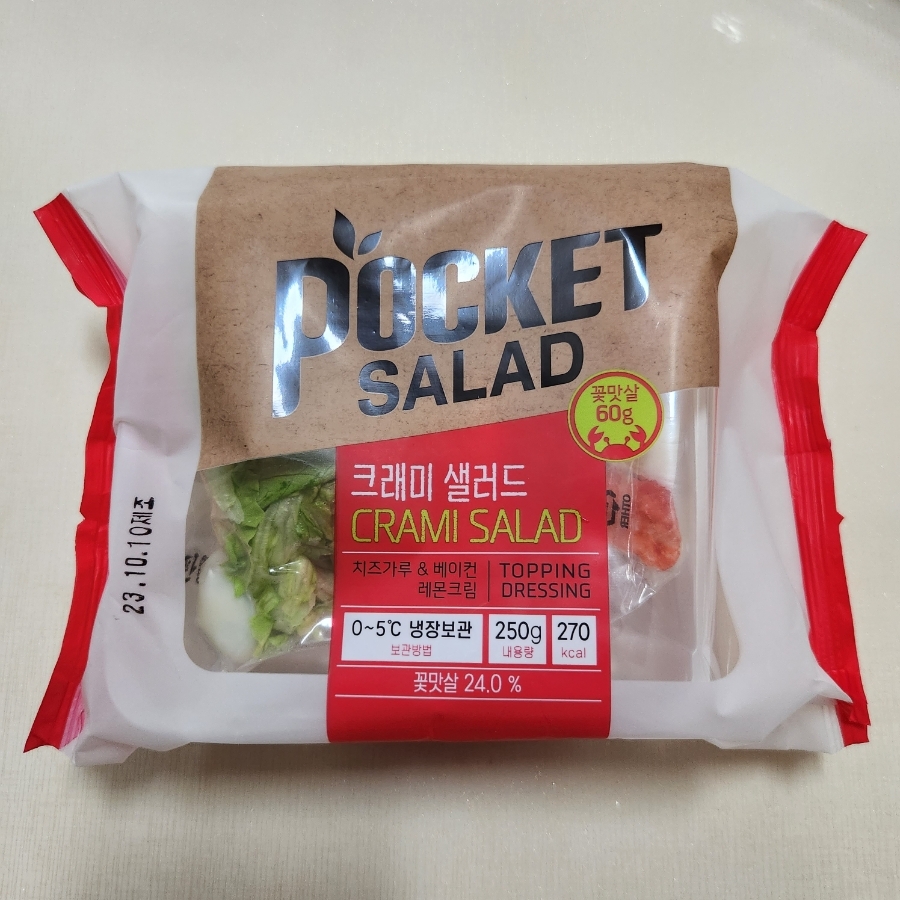 POCKET
SALAD
꽃맛살
60g
크래미 샐러드
CRAMI SALAD
치즈가루 & 베이컨 TOPPING
레몬크림 DRESSING
0~5℃ 냉장보관 250g 270
보관방법 내용량 kcal
꽃맛살 24.0 %
23.10.10제조
OTHER